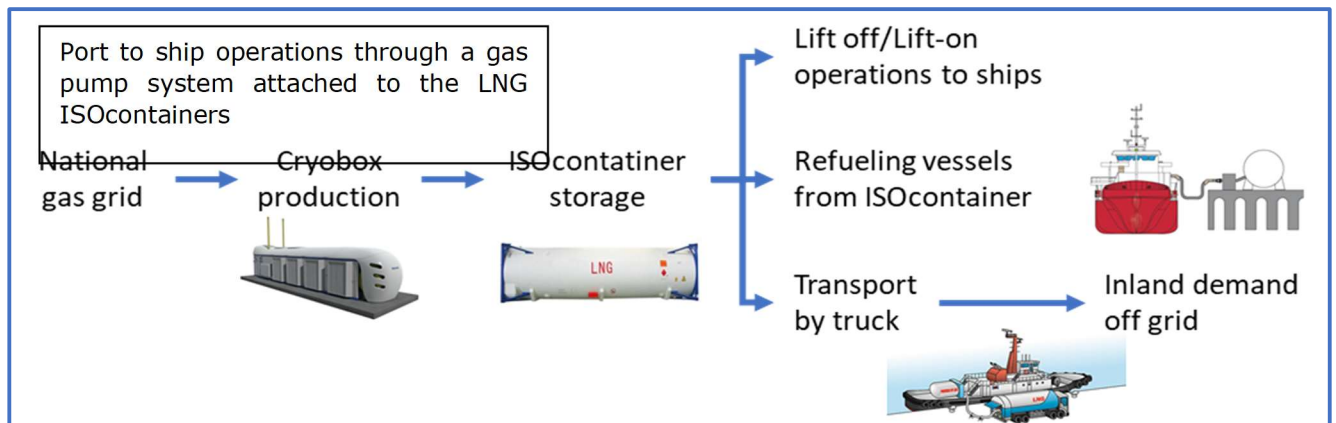 Port to ship operations through a gas
pump system attached to the LNG
ISOcontainers
National
gas grid
Cryobox
production
ISOcontatiner
storage
LNG
Lift off/Lift-on
operations to ships
Refueling vessels
from ISOcontainer
Transport
by truck
LNG
Inland demand
off grid